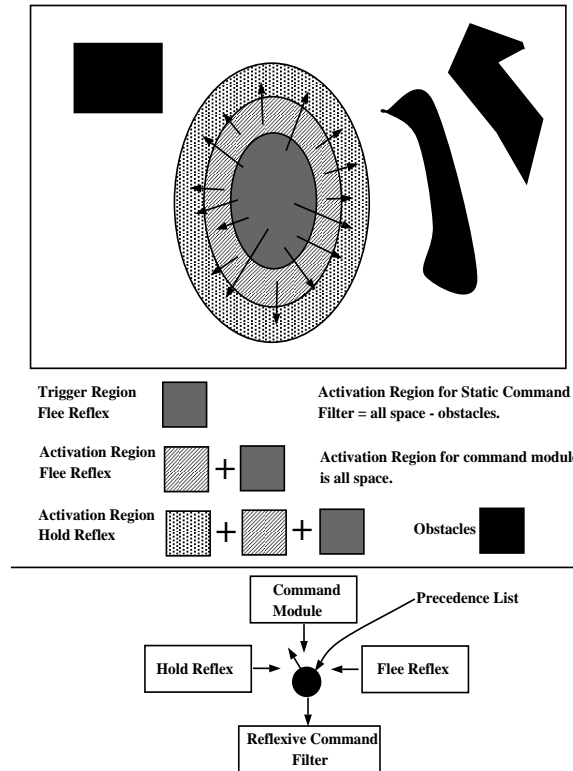 Trigger Region
Flee Reflex
Activation Region for Static Command
Filter = all space - obstacles.
Activation Region
Flee Reflex
+
Activation Region for command module
is all space.
Activation Region
Hold Reflex
+
+
Obstacles
Command
Module
Precedence List
Hold Reflex
Flee Reflex
Reflexive Command
Filter